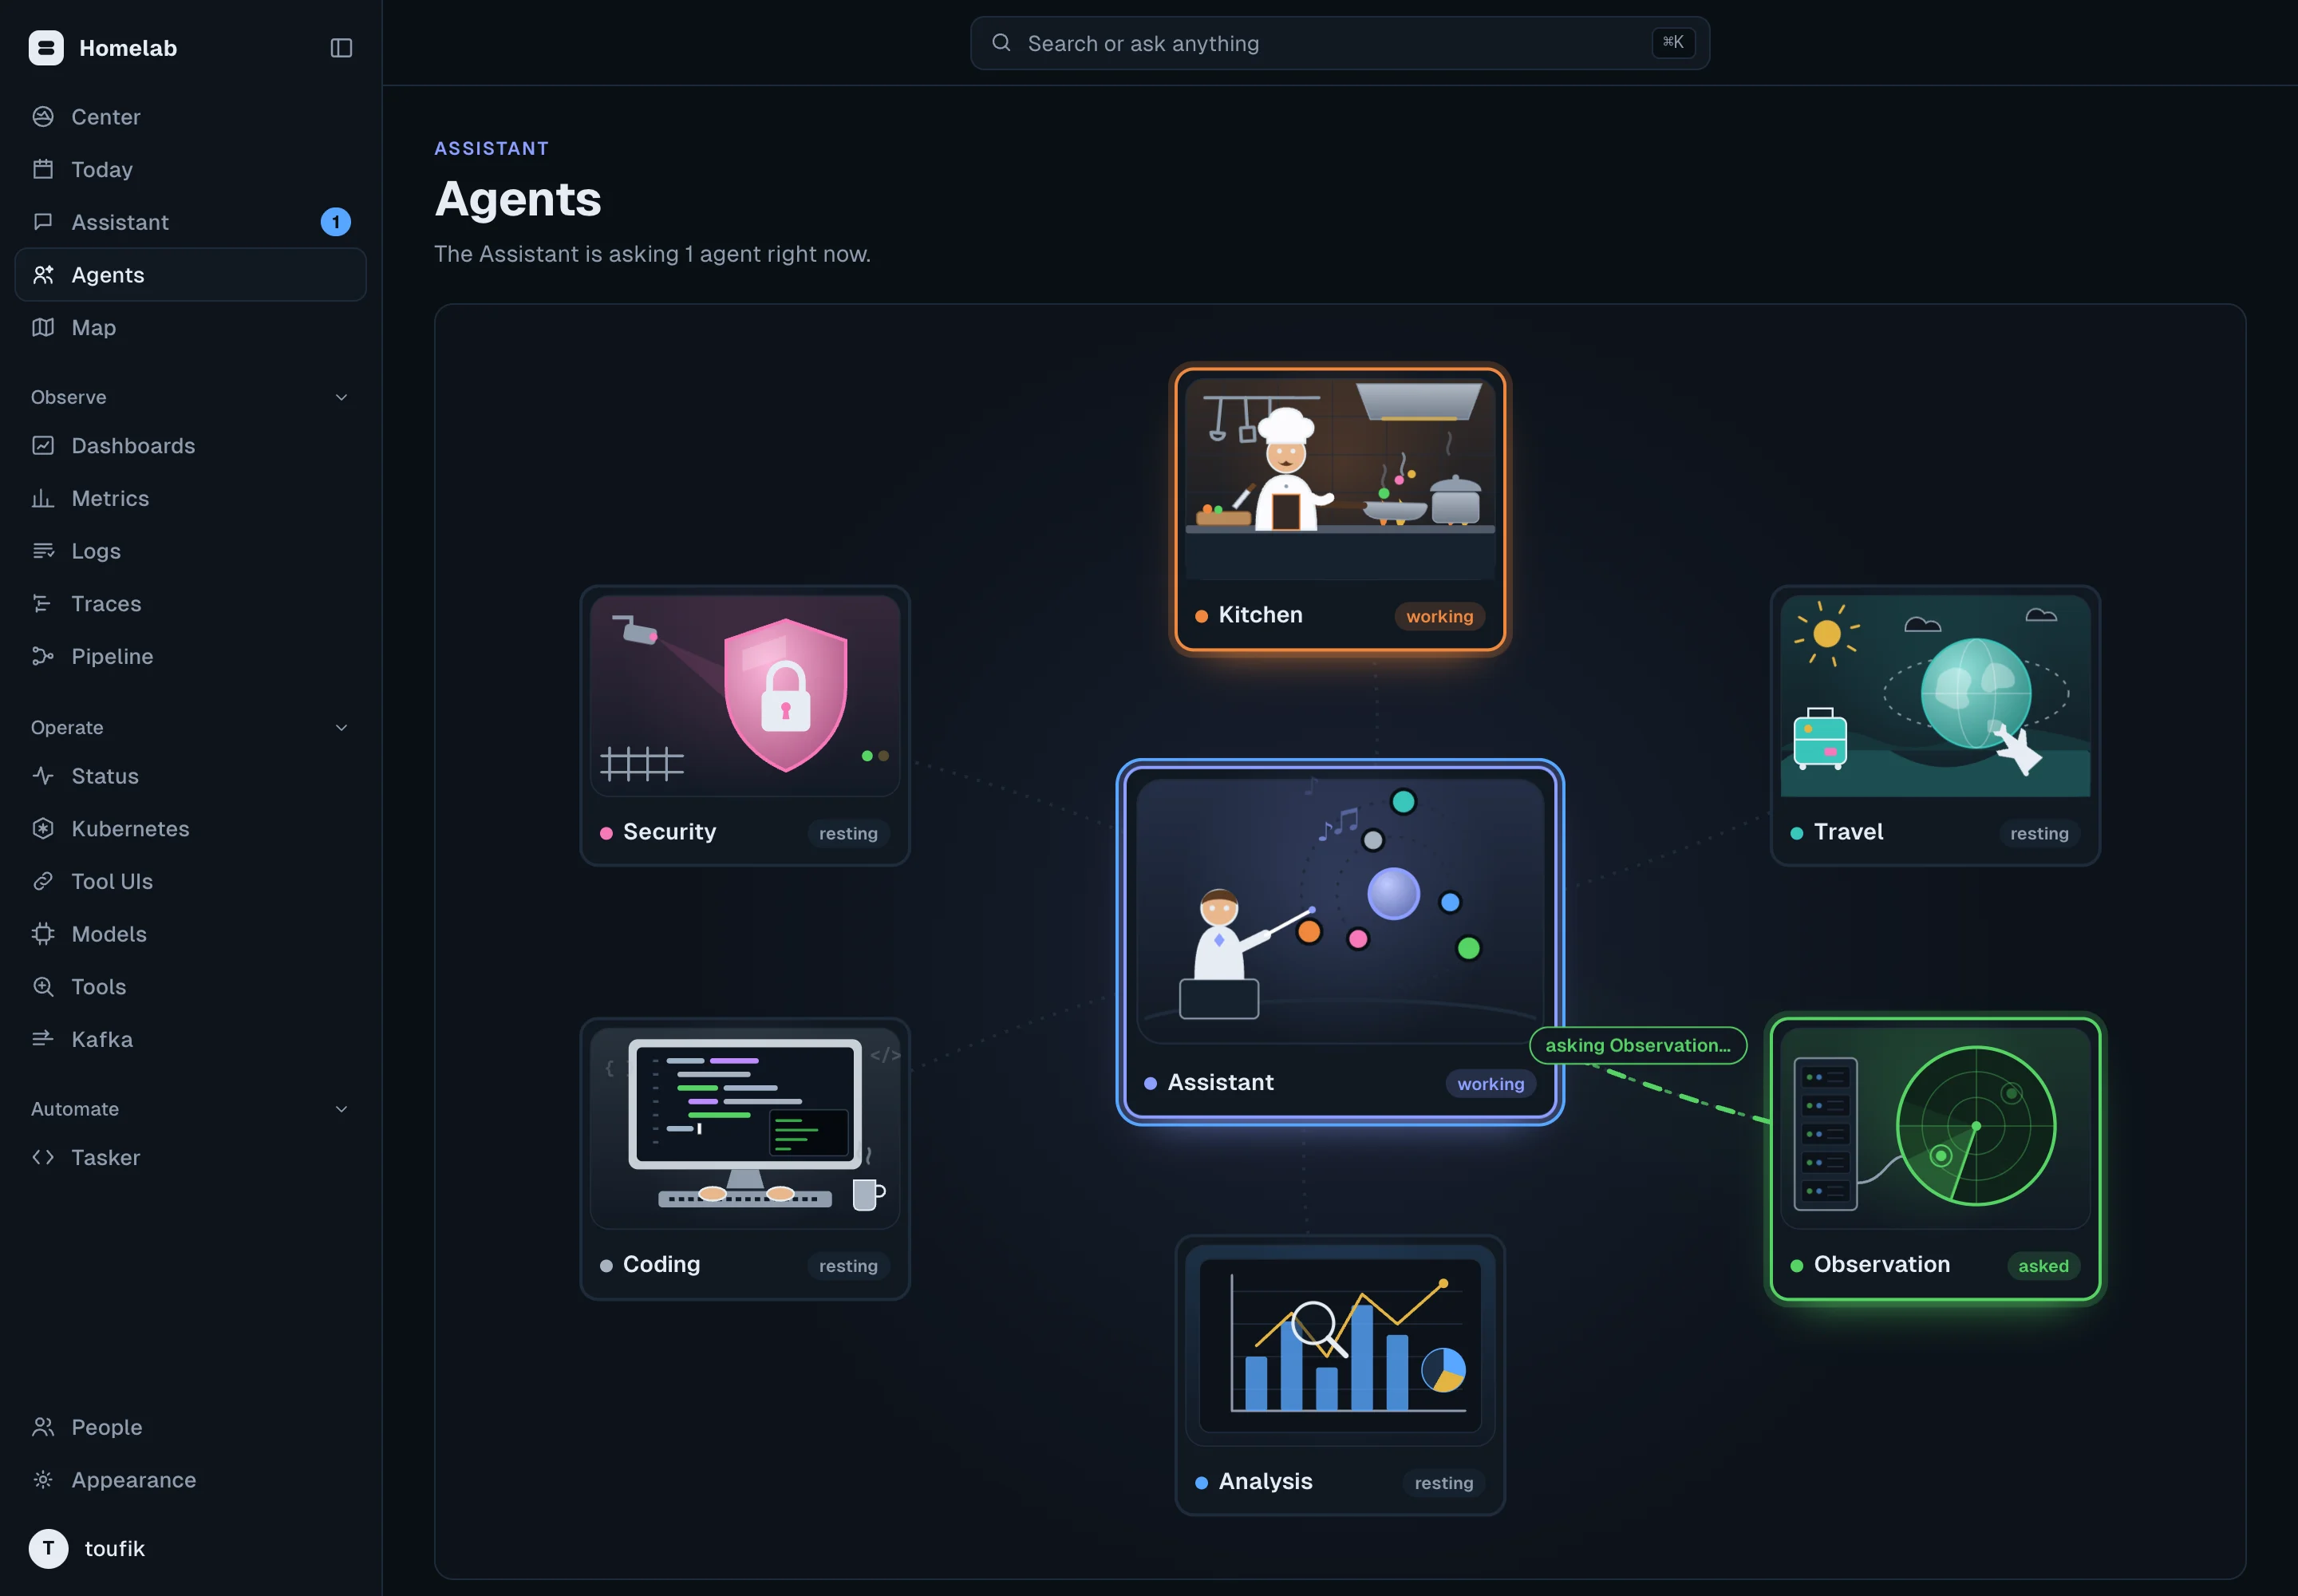 Homelab
Search or ask anything
⌘K
Center
Today
Assistant
1
Agents
Map
Observe
Dashboards
Metrics
Logs
Traces
Pipeline
Operate
Status
Kubernetes
Tool UIs
Models
Tools
Kafka
Automate
Tasker
People
Appearance
T
toufik
ASSISTANT
Agents
The Assistant is asking 1 agent right now.
Kitchen
working
Security
resting
Travel
resting
Assistant
working
asking Observation...
{
</>
Coding
resting
Observation
asked
Analysis
resting